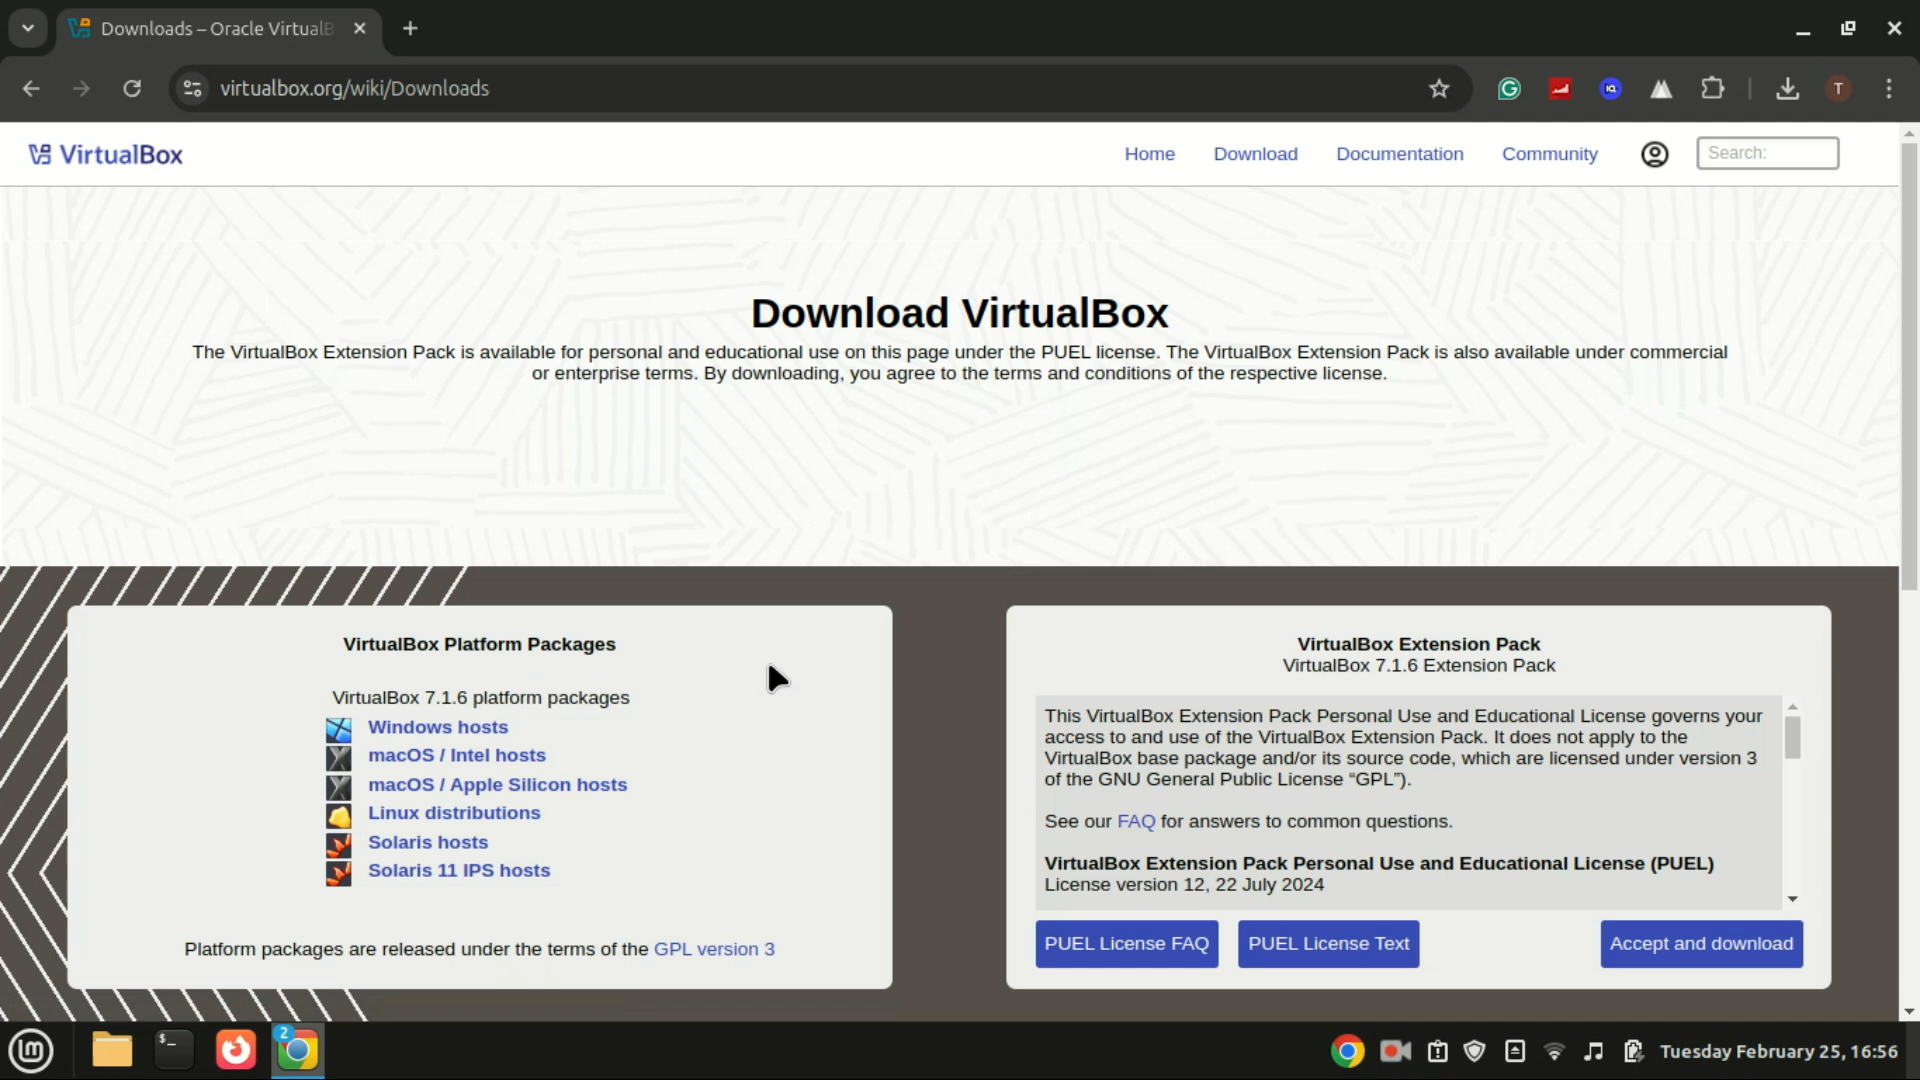 Downloads – Oracle VirtualB
virtualbox.org/wiki/Downloads
T
VirtualBox
Home
Download
Documentation
Community
Search:
Download VirtualBox
The VirtualBox Extension Pack is available for personal and educational use on this page under the PUEL license. The VirtualBox Extension Pack is also available under commercial
or enterprise terms. By downloading, you agree to the terms and conditions of the respective license.
VirtualBox Platform Packages
VirtualBox 7.1.6 platform packages
Windows hosts
macOS / Intel hosts
macOS / Apple Silicon hosts
Linux distributions
Solaris hosts
Solaris 11 IPS hosts
Platform packages are released under the terms of the GPL version 3
VirtualBox Extension Pack
VirtualBox 7.1.6 Extension Pack
This VirtualBox Extension Pack Personal Use and Educational License governs your
access to and use of the VirtualBox Extension Pack. It does not apply to the
VirtualBox base package and/or its source code, which are licensed under version 3
of the GNU General Public License “GPL”).
See our FAQ for answers to common questions.
VirtualBox Extension Pack Personal Use and Educational License (PUEL)
License version 12, 22 July 2024
PUEL License FAQ
PUEL License Text
Accept and download
$_
2
Tuesday February 25, 16:56